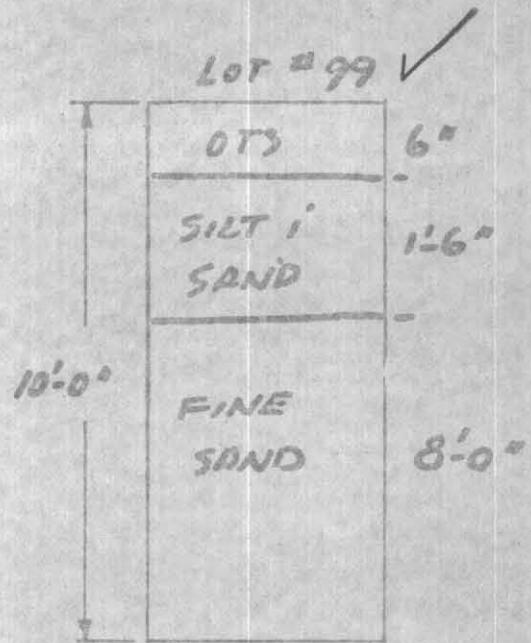 LOT #99 ✓
OTS 6"
SILT &
SAND 1'-6"
10'-0"
FINE
SAND 8'-0"